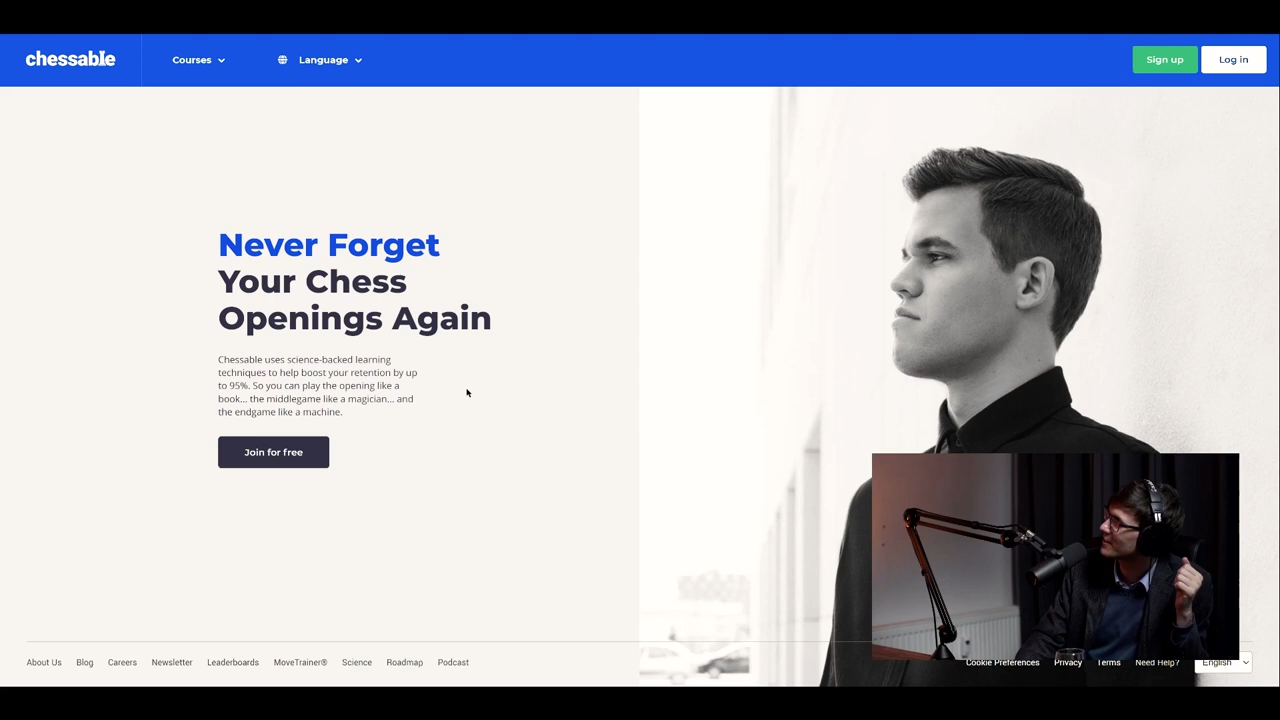 chessable
Courses
Language
Sign up
Log in
Never Forget
Your Chess
Openings Again
Chessable uses science-backed learning
techniques to help boost your retention by up
to 95%. So you can play the opening like a
book... the middlegame like a magician... and
the endgame like a machine.
Join for free
About Us Blog Careers Newsletter Leaderboards MoveTrainer® Science Roadmap Podcast
Cookie Preferences Privacy Terms Need Help? English